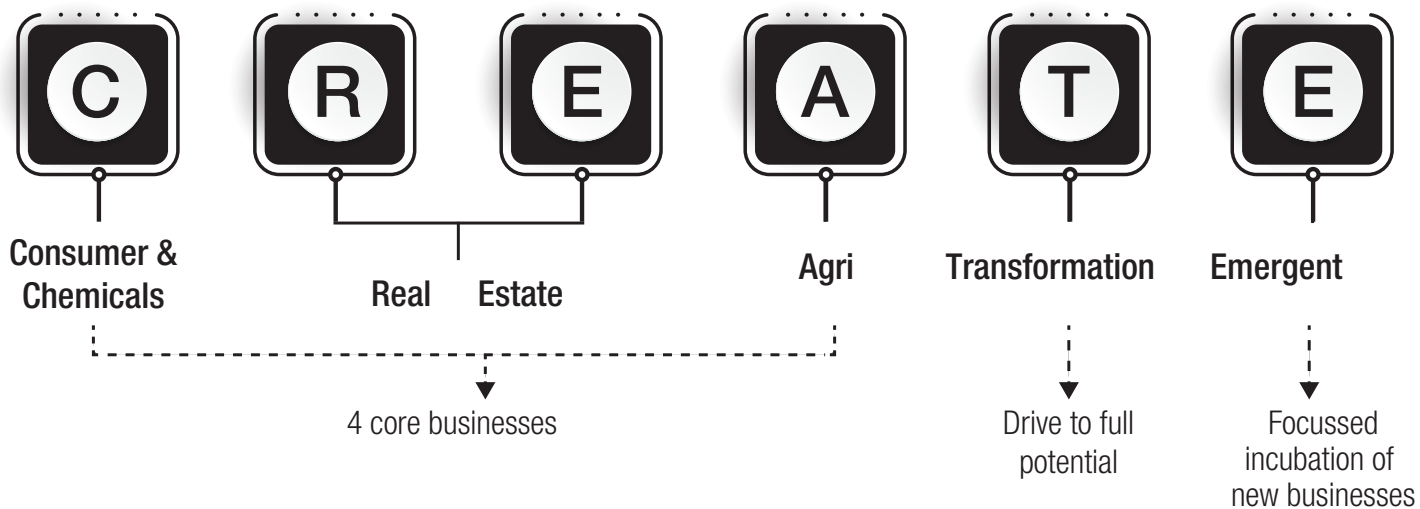 C R E A T E
Consumer &
Chemicals
Real Estate
Agri
Transformation
Emergent
4 core businesses
Drive to full
potential
Focussed
incubation of
new businesses